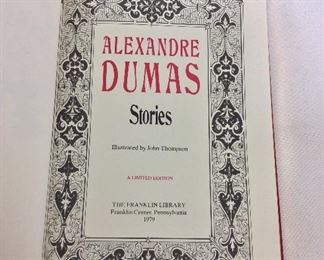 ALEXANDRE
DUMAS
Stories
Illustrated by John Thompson
A LIMITED EDITION
THE FRANKLIN LIBRARY
Franklin Center, Pennsylvania
1979